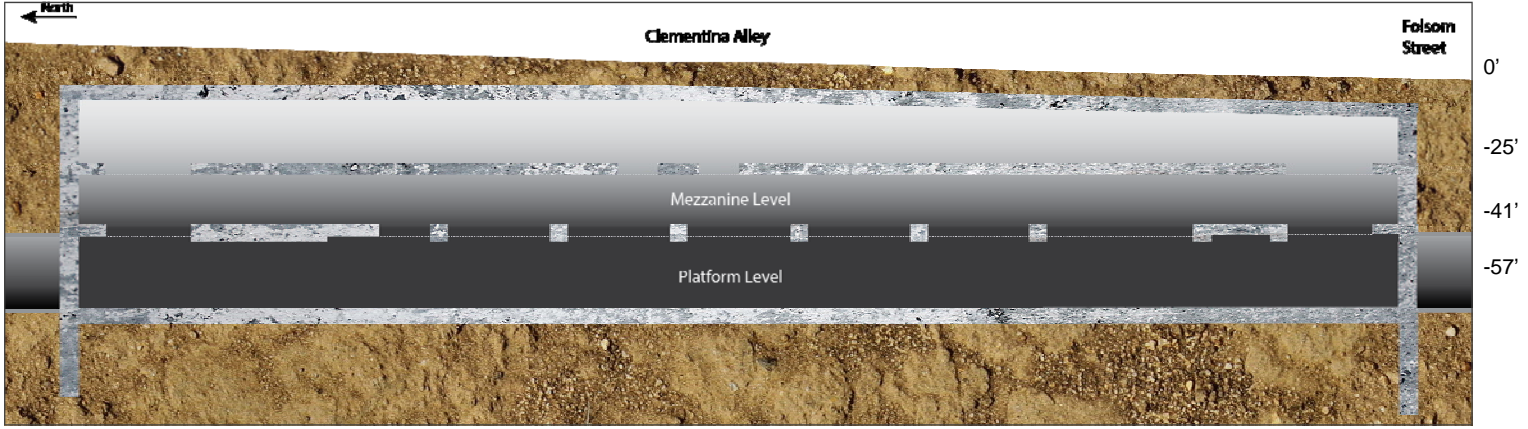 North
Clementina Alley
Folsom
Street
0’
-25’
Mezzanine Level
-41’
-57’
Platform Level